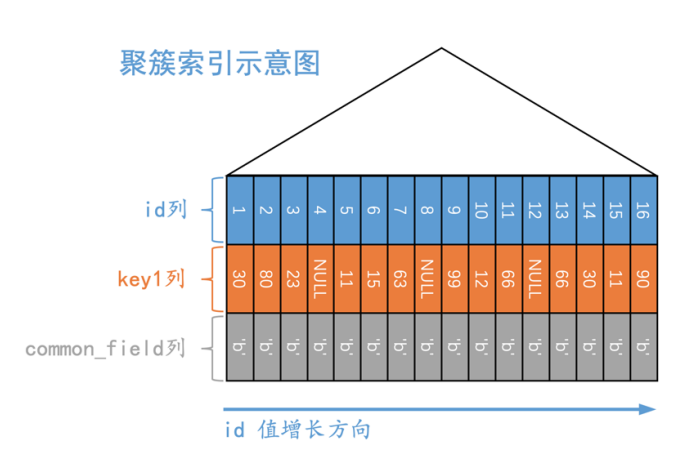 聚簇索引示意图
id列 1 2 3 4 5 6 7 8 9 10 11 12 13 14 15 16
key1列 30 80 23 NULL 11 15 63 NULL 99 12 66 NULL 66 30 11 90
common_field列 'b' 'b' 'b' 'b' 'b' 'b' 'b' 'b' 'b' 'b' 'b' 'b' 'b' 'b' 'b' 'b'
id 值增长方向